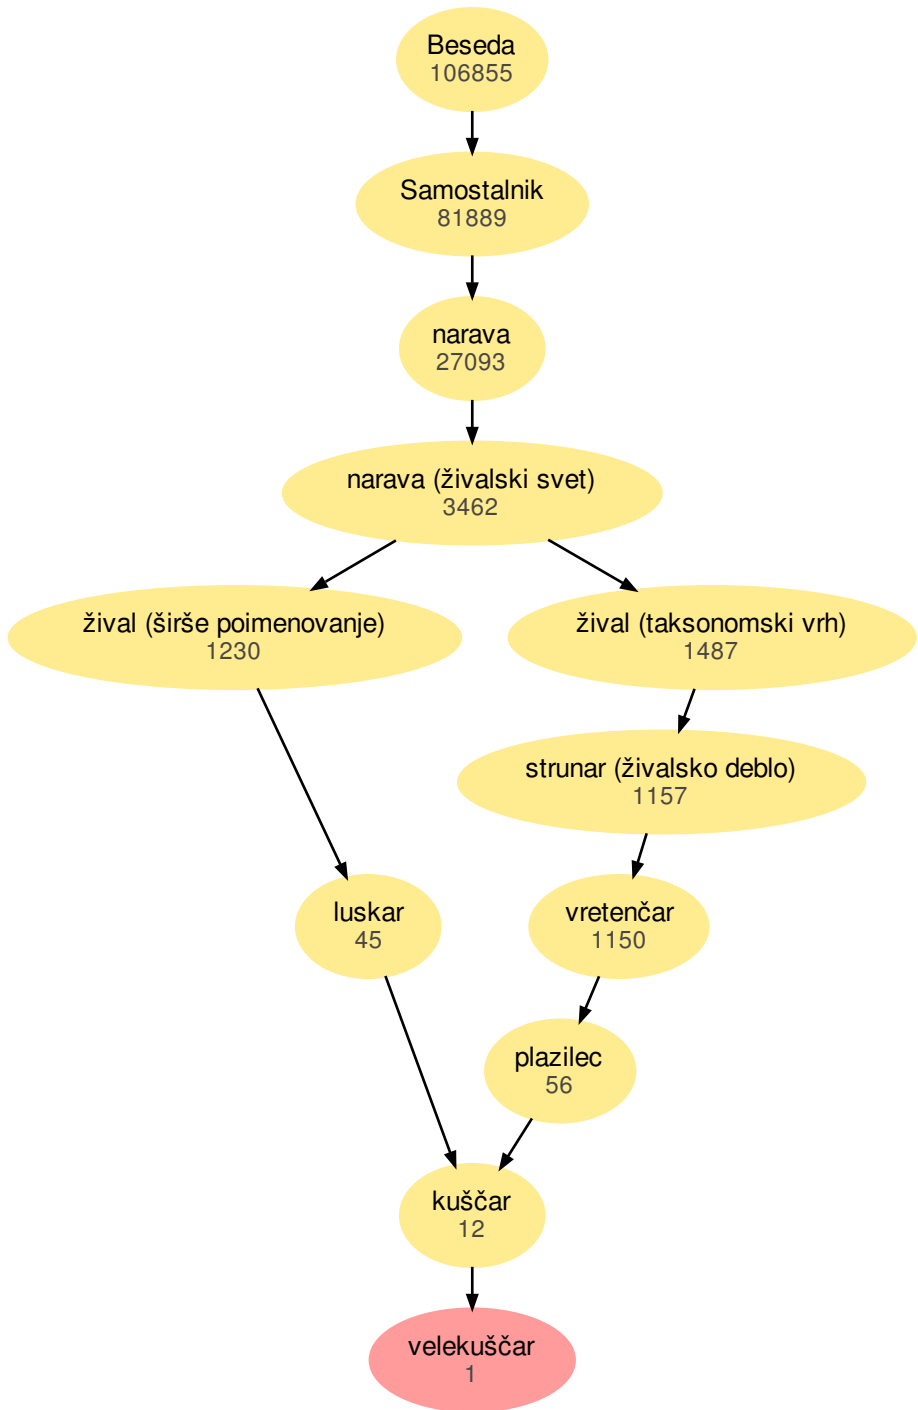 Beseda
106855
Samostalnik
81889
narava
27093
narava (živalski svet)
3462
žival (širše poimenovanje)
1230
žival (taksonomski vrh)
1487
strunar (živalsko deblo)
1157
luskar
45
vretenčar
1150
plazilec
56
kuščar
12
velekuščar
1